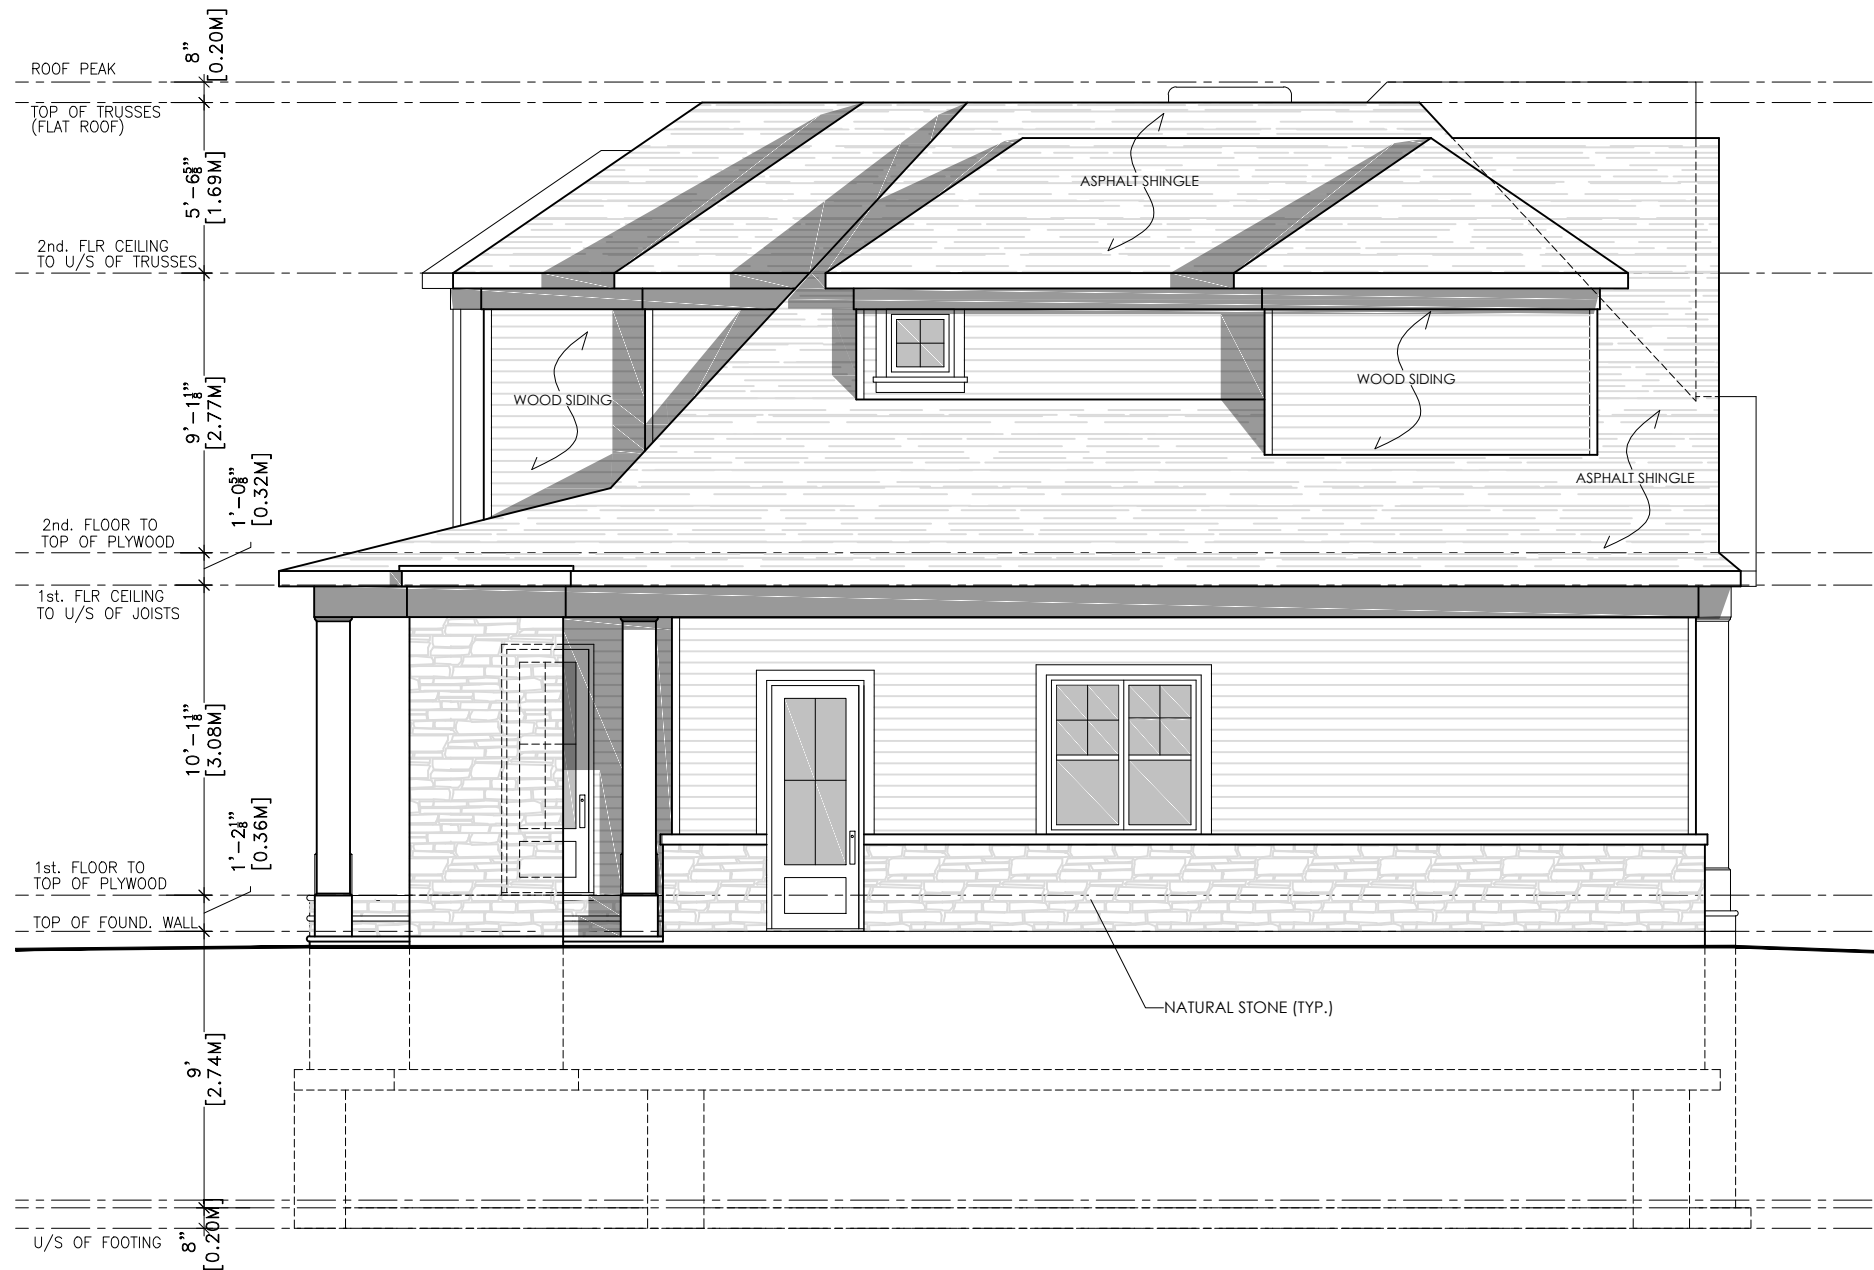 8"
[0.20M]
ROOF PEAK
TOP OF TRUSSES
(FLAT ROOF)
5'-6⅝"
[1.69M]
ASPHALT SHINGLE
2nd. FLR CEILING
TO U/S OF TRUSSES
9'-1⅛"
[2.77M]
WOOD SIDING
WOOD SIDING
1'-0⅝"
[0.32M]
ASPHALT SHINGLE
2nd. FLOOR TO
TOP OF PLYWOOD
1st. FLR CEILING
TO U/S OF JOISTS
10'-1⅛"
[3.08M]
1'-2⅛"
[0.36M]
1st. FLOOR TO
TOP OF PLYWOOD
TOP OF FOUND. WALL
NATURAL STONE (TYP.)
9'
[2.74M]
U/S OF FOOTING
8"
[0.20M]